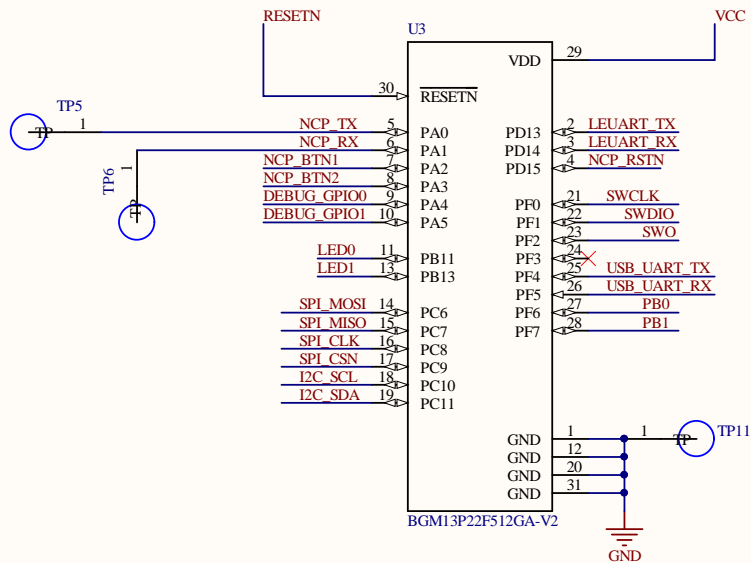 RESETN
VCC
U3
VDD
29
30
RESETN
TP5
TP
1
NCP_TX
5
PA0
PD13
2
LEUART_TX
NCP_RX
6
PA1
PD14
3
LEUART_RX
1
TP6
TP
NCP_BTN1
7
PA2
PD15
4
NCP_RSTN
NCP_BTN2
8
PA3
DEBUG_GPIO0
9
PA4
PF0
21
SWCLK
DEBUG_GPIO1
10
PA5
PF1
22
SWDIO
PF2
23
SWO
LED0
11
PB11
PF3
24
LED1
13
PB13
PF4
25
USB_UART_TX
PF5
26
USB_UART_RX
SPI_MOSI
14
PC6
PF6
27
PB0
SPI_MISO
15
PC7
PF7
28
PB1
SPI_CLK
16
PC8
SPI_CSN
17
PC9
I2C_SCL
18
PC10
I2C_SDA
19
PC11
GND
1
1
TP
TP11
GND
12
GND
20
GND
31
BGM13P22F512GA-V2
GND